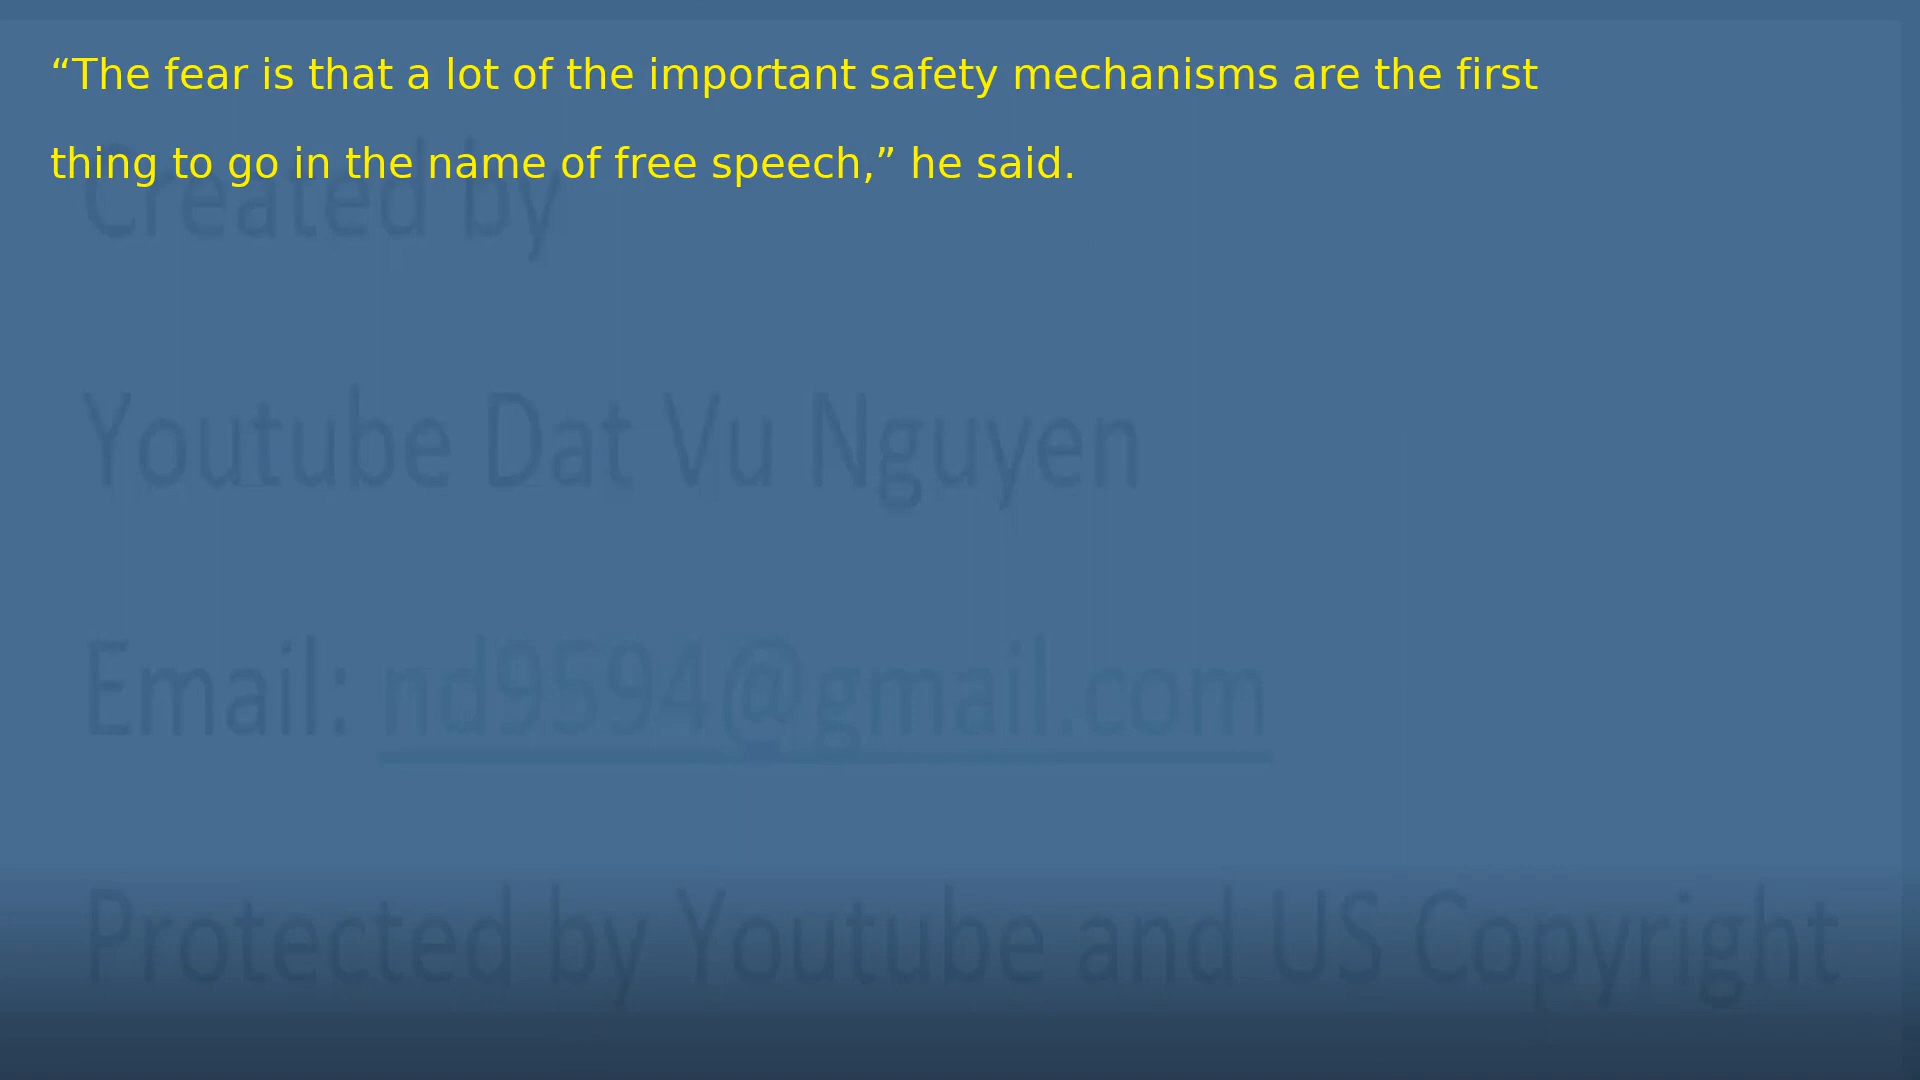 “The fear is that a lot of the important safety mechanisms are the first
thing to go in the name of free speech,” he said.
Created by
Youtube Dat Vu Nguyen
Email: nd9594@gmail.com
Protected by Youtube and US Copyright